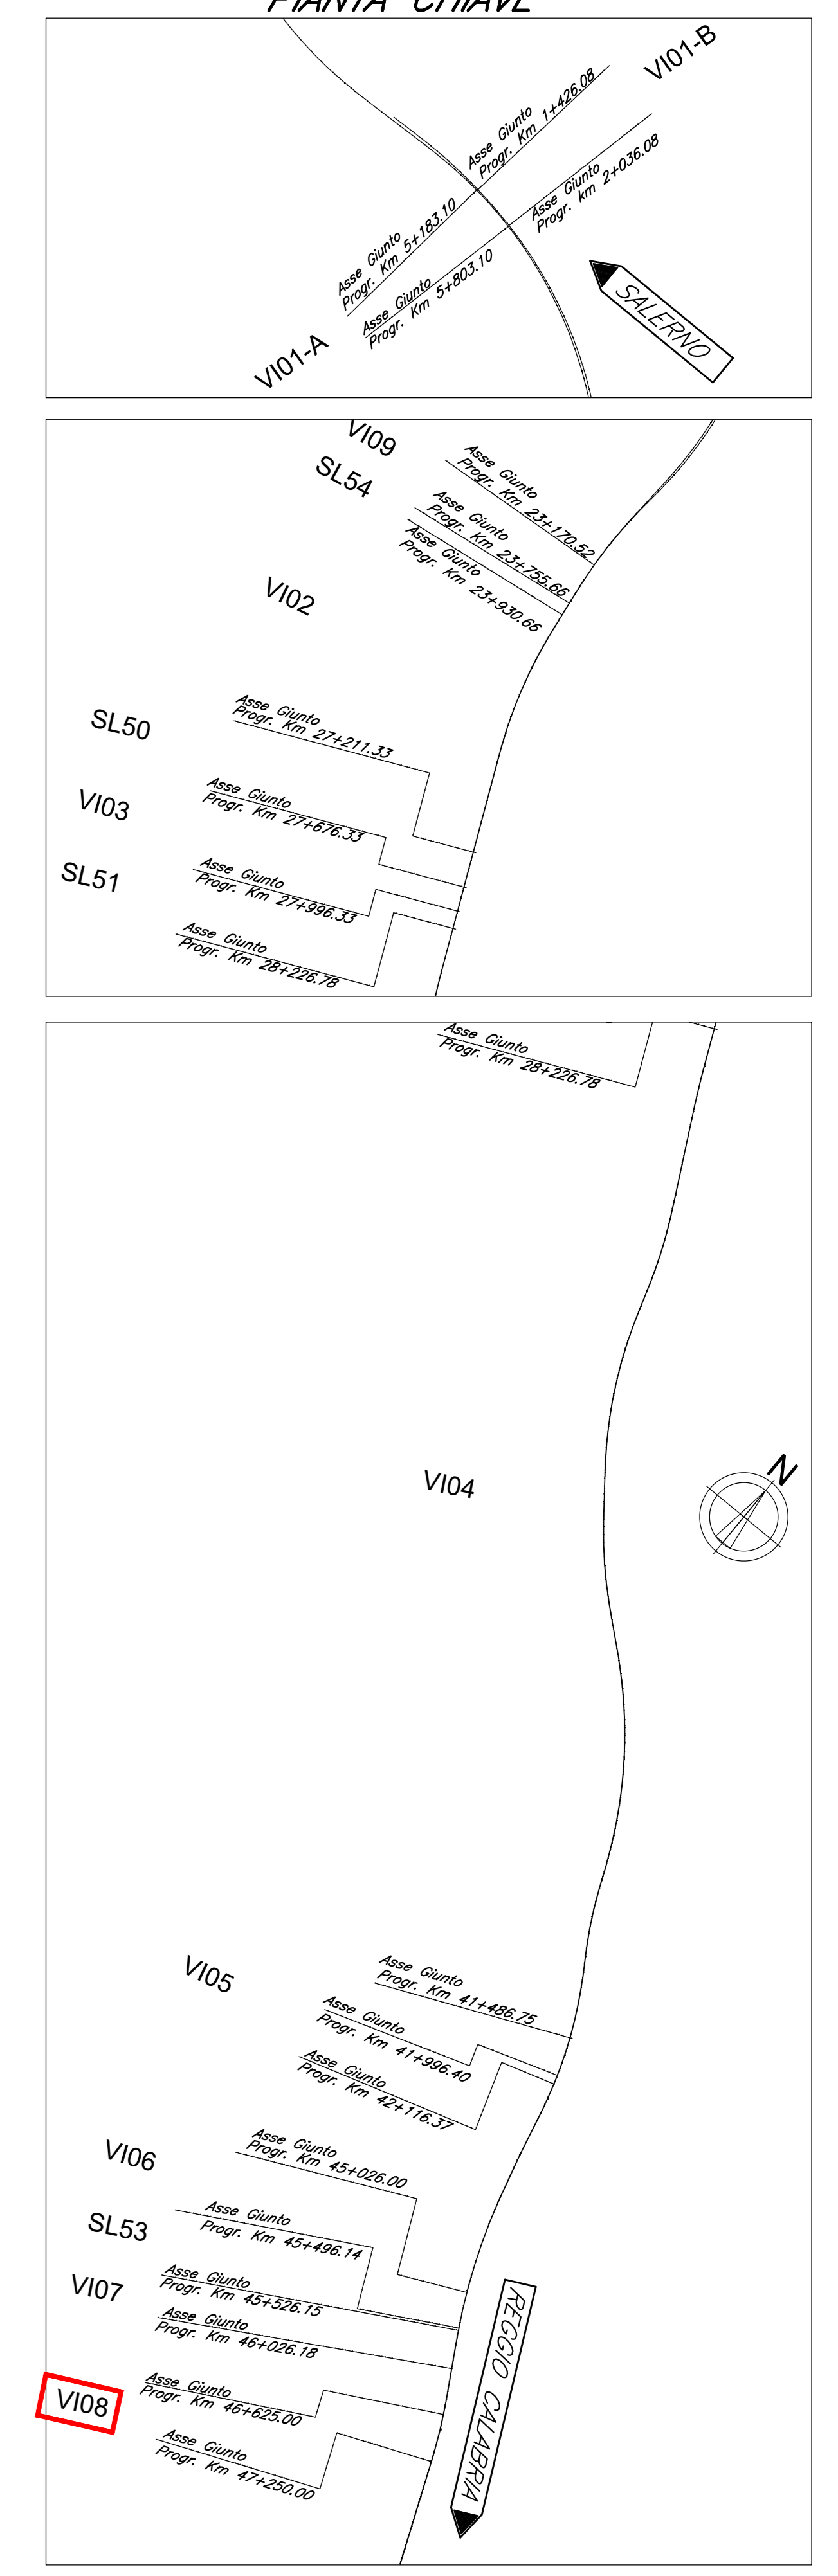 PIANTA CHIAVE
VI01-B
Asse Giunto
Progr. Km 1+426.08
Asse Giunto
Progr. km 2+036.08
Asse Giunto
Progr. Km 5+183.10
Asse Giunto
Progr. Km 5+803.10
SALERNO
VI01-A
VI09
SL54
Asse Giunto
Progr. Km 23+170.52
Asse Giunto
Progr. Km 23+755.66
Asse Giunto
Progr. Km 23+930.66
VI02
SL50
Asse Giunto
Progr. Km 27+211.33
VI03
Asse Giunto
Progr. Km 27+676.33
SL51
Asse Giunto
Progr. Km 27+996.33
Asse Giunto
Progr. Km 28+226.78
Asse Giunto
Progr. Km 28+226.78
N
VI04
VI05
Asse Giunto
Progr. Km 41+486.75
Asse Giunto
Progr. Km 41+996.40
Asse Giunto
Progr. Km 42+116.37
VI06
Asse Giunto
Progr. Km 45+026.00
SL53
Asse Giunto
Progr. Km 45+496.14
VI07
Asse Giunto
Progr. Km 45+526.15
Asse Giunto
Progr. Km 46+026.18
VI08
Asse Giunto
Progr. Km 46+625.00
Asse Giunto
Progr. Km 47+250.00
REGGIO CALABRIA